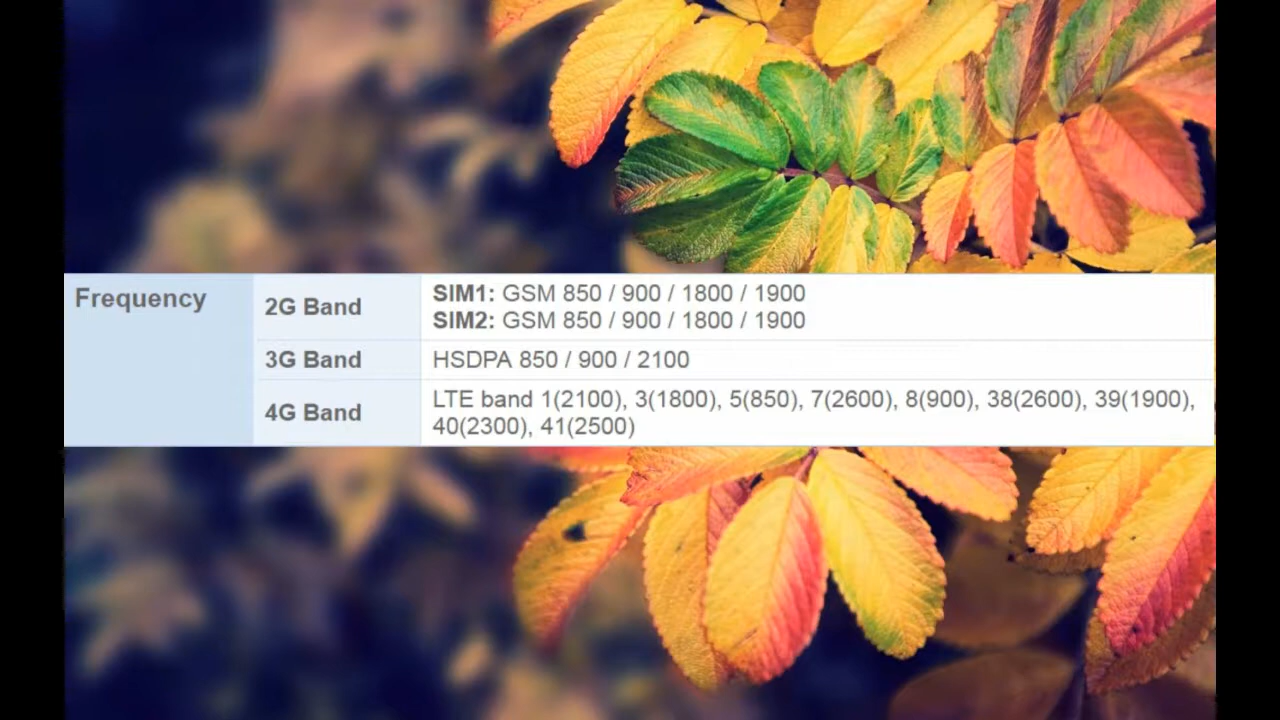 Frequency
2G Band
SIM1: GSM 850 / 900 / 1800 / 1900
SIM2: GSM 850 / 900 / 1800 / 1900
3G Band
HSDPA 850 / 900 / 2100
4G Band
LTE band 1(2100), 3(1800), 5(850), 7(2600), 8(900), 38(2600), 39(1900),
40(2300), 41(2500)